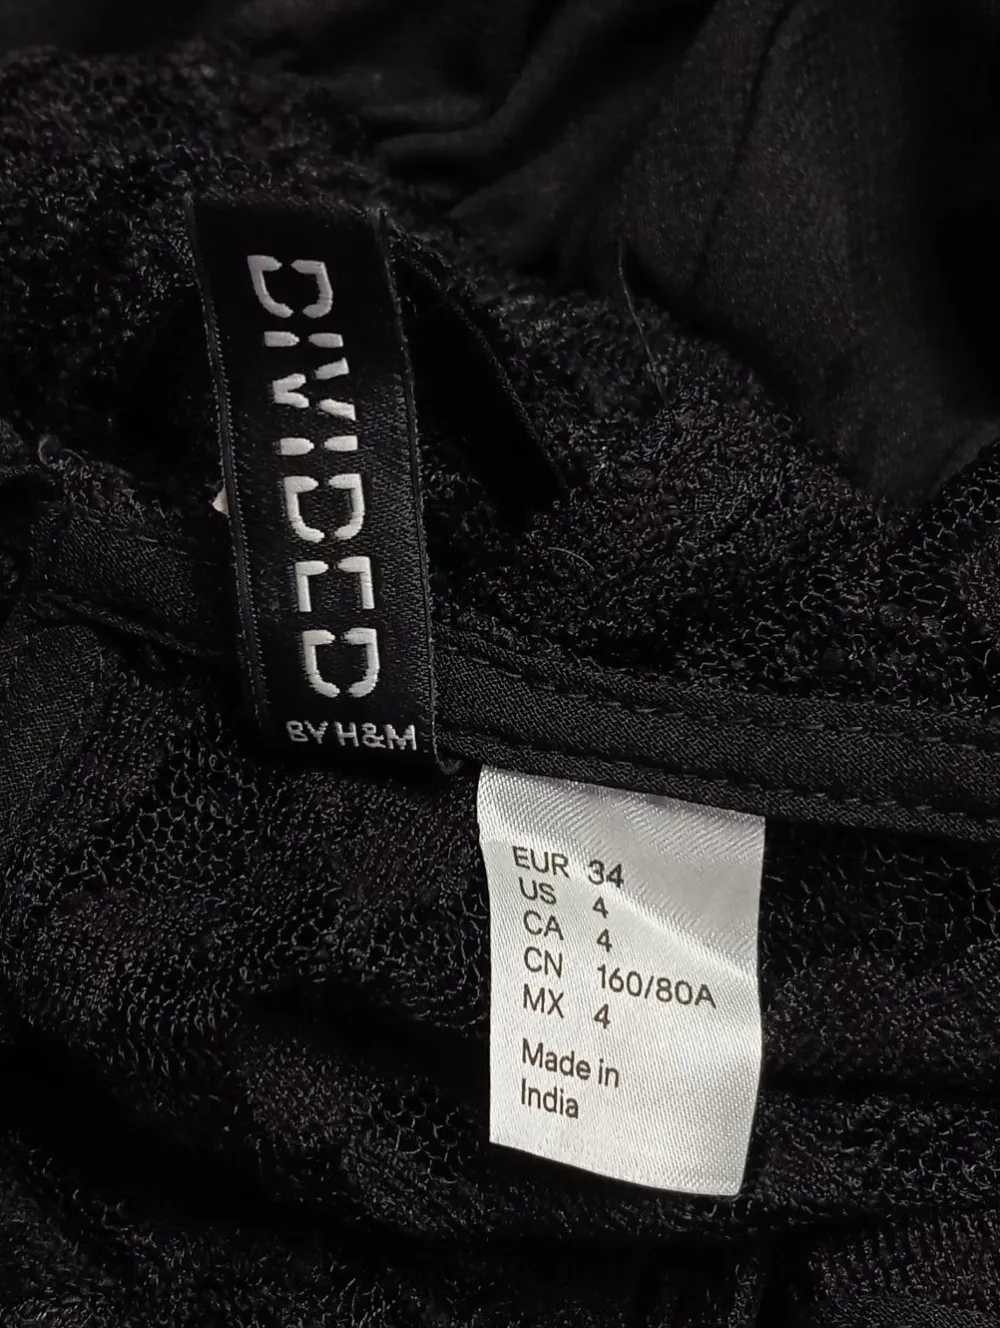 DIVIDED
BY H&M
EUR 34
US 4
CA 4
CN 160/80A
MX 4
Made in
India